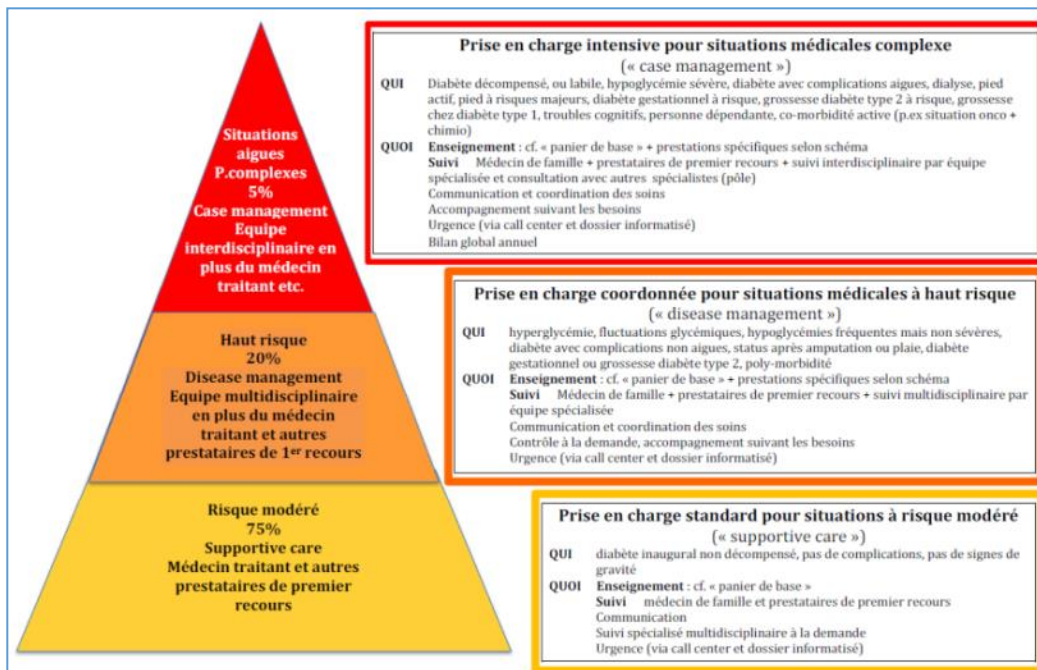 Situations
aigues
P.complexes
5%
Case management
Equipe
interdisciplinaire en
plus du médecin
traitant etc.
Haut risque
20%
Disease management
Equipe multidisciplinaire
en plus du médecin
traitant et autres
prestataires de 1er recours
Risque modéré
75%
Supportive care
Médecin traitant et autres
prestataires de premier
recours
Prise en charge intensive pour situations médicales complexe
(« case management »)
QUI Diabète décompensé, ou labile, hypoglycémie sévère, diabète avec complications aigues, dialyse, pied
actif, pied à risques majeurs, diabète gestationnel à risque, grossesse diabète type 2 à risque, grossesse
chez diabète type 1, troubles cognitifs, personne dépendante, co-morbidité active (p.ex situation onco +
chimio)
QUOI Enseignement : cf. « panier de base » + prestations spécifiques selon schéma
Suivi Médecin de famille + prestataires de premier recours + suivi interdisciplinaire par équipe
spécialisée et consultation avec autres spécialistes (pôle)
Communication et coordination des soins
Accompagnement suivant les besoins
Urgence (via call center et dossier informatisé)
Bilan global annuel
Prise en charge coordonnée pour situations médicales à haut risque
(« disease management »)
QUI hyperglycémie, fluctuations glycémiques, hypoglycémies fréquentes mais non sévères,
diabète avec complications non aigues, status après amputation ou plaie, diabète
gestationnel ou grossesse diabète type 2, poly-morbidité
QUOI Enseignement : cf. « panier de base » + prestations spécifiques selon schéma
Suivi Médecin de famille + prestataires de premier recours + suivi multidisciplinaire par
équipe spécialisée
Communication et coordination des soins
Contrôle à la demande, accompagnement suivant les besoins
Urgence (via call center et dossier informatisé)
Prise en charge standard pour situations à risque modéré
(« supportive care »)
QUI diabète inaugural non décompensé, pas de complications, pas de signes de
gravité
QUOI Enseignement : cf. « panier de base »
Suivi médecin de famille et prestataires de premier recours
Communication
Suivi spécialisé multidisciplinaire à la demande
Urgence (via call center et dossier informatisé)